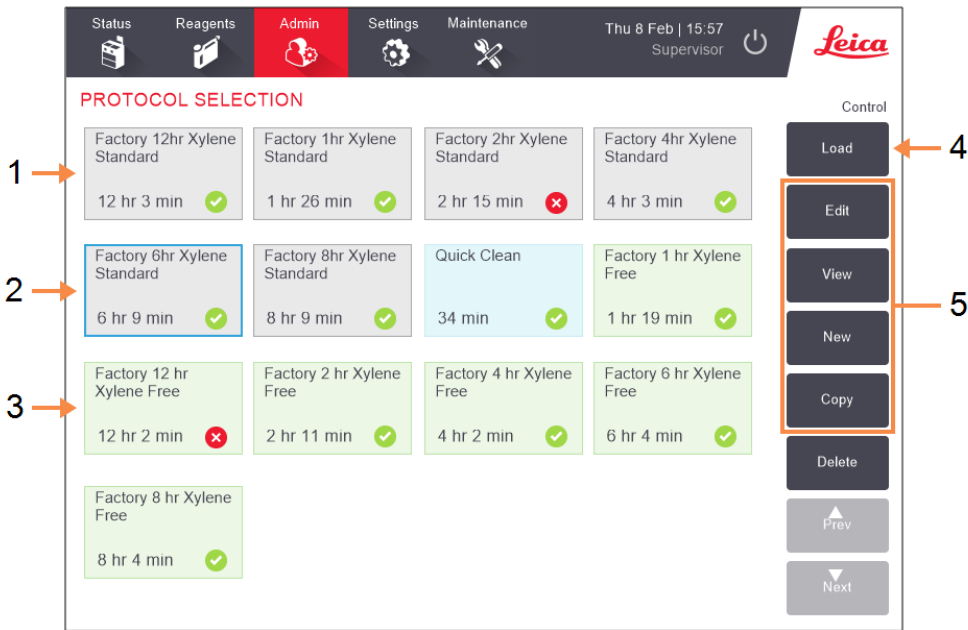 Status Reagents Admin Settings Maintenance
Thu 8 Feb | 15:57
Supervisor
Leica
PROTOCOL SELECTION
Control
1
Factory 12hr Xylene
Standard
12 hr 3 min
Factory 1hr Xylene
Standard
1 hr 26 min
Factory 2hr Xylene
Standard
2 hr 15 min
Factory 4hr Xylene
Standard
4 hr 3 min
Load
4
Edit
2
Factory 6hr Xylene
Standard
6 hr 9 min
Factory 8hr Xylene
Standard
8 hr 9 min
Quick Clean
34 min
Factory 1 hr Xylene
Free
1 hr 19 min
View
5
New
3
Factory 12 hr
Xylene Free
12 hr 2 min
Factory 2 hr Xylene
Free
2 hr 11 min
Factory 4 hr Xylene
Free
4 hr 2 min
Factory 6 hr Xylene
Free
6 hr 4 min
Copy
Delete
Factory 8 hr Xylene
Free
8 hr 4 min
Prev
Next